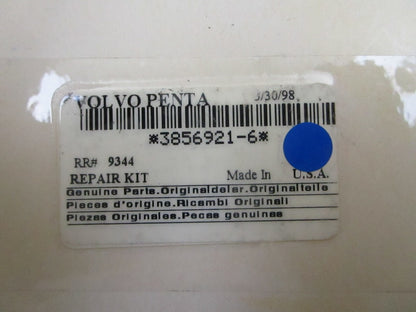 VOLVO PENTA 3/30/98
*3856921-6*
RR# 9344
REPAIR KIT Made In U.S.A.
Genuine Parts.Originaldelar.Originalteile
Pieces d'origine.Ricambi Originali
Piezas Originales.Pecas genuinas